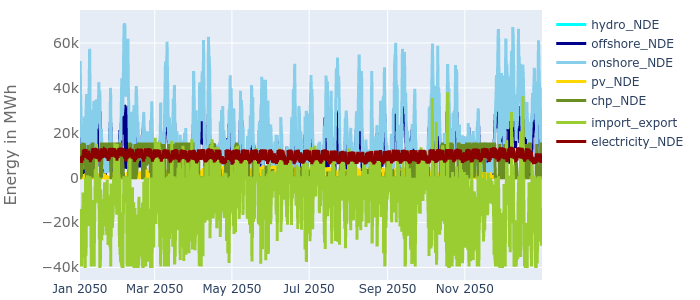 Energy in MWh
60k
40k
20k
0
−20k
−40k
Jan 2050
Mar 2050
May 2050
Jul 2050
Sep 2050
Nov 2050
hydro_NDE
offshore_NDE
onshore_NDE
pv_NDE
chp_NDE
import_export
electricity_NDE